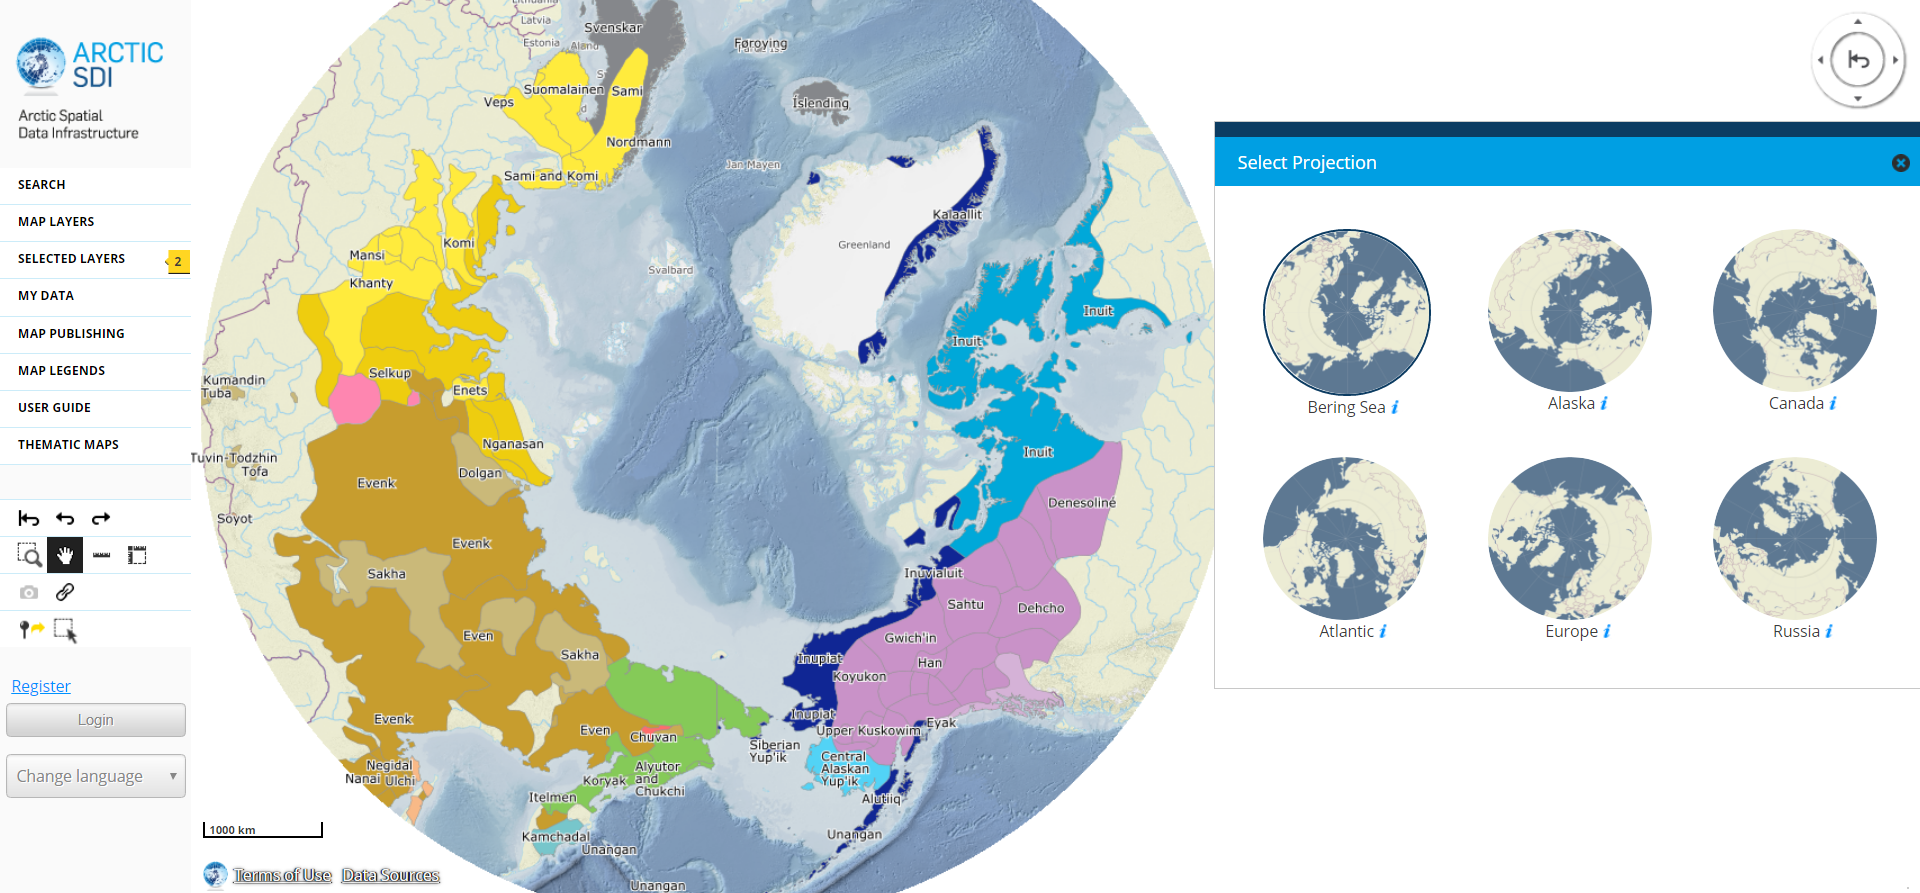 ARCTIC
SDI
Arctic Spatial
Data Infrastructure
SEARCH
MAP LAYERS
SELECTED LAYERS
2
MY DATA
MAP PUBLISHING
MAP LEGENDS
USER GUIDE
THEMATIC MAPS
Register
Login
Change language
Lithuania
Latvia
Estonia
Aland
Svenskar
Føroying
Suomalainen
Sami
Veps
Íslending
Nordmann
Jan Mayen
Sami and Komi
Kalaallit
Greenland
Komi
Mansi
Khanty
Svalbard
Inuit
Inuit
Selkup
Kumandin
Tuba
Enets
Nganasan
Inuit
Tuvin-Todzhin
Tofa
Dolgan
Evenk
Denesoliné
Soyot
Evenk
Sakha
Inuvialuit
Sahtu
Dehcho
Even
Gwich'in
Sakha
Inupiat
Han
Koyukon
Evenk
Inupiat
Eyak
Even
Chuvan
Upper Kuskowim
Siberian
Yup'ik
Central
Alaskan
Yup'ik
Negidal
Nanai
Ulchi
Alyutor
and
Chukchi
Koryak
Itelmen
Alutiiq
Kamchadal
Unangan
Unangan
Unangan
1000 km
Terms of Use
Data Sources
Select Projection
Bering Sea i
Alaska i
Canada i
Atlantic i
Europe i
Russia i